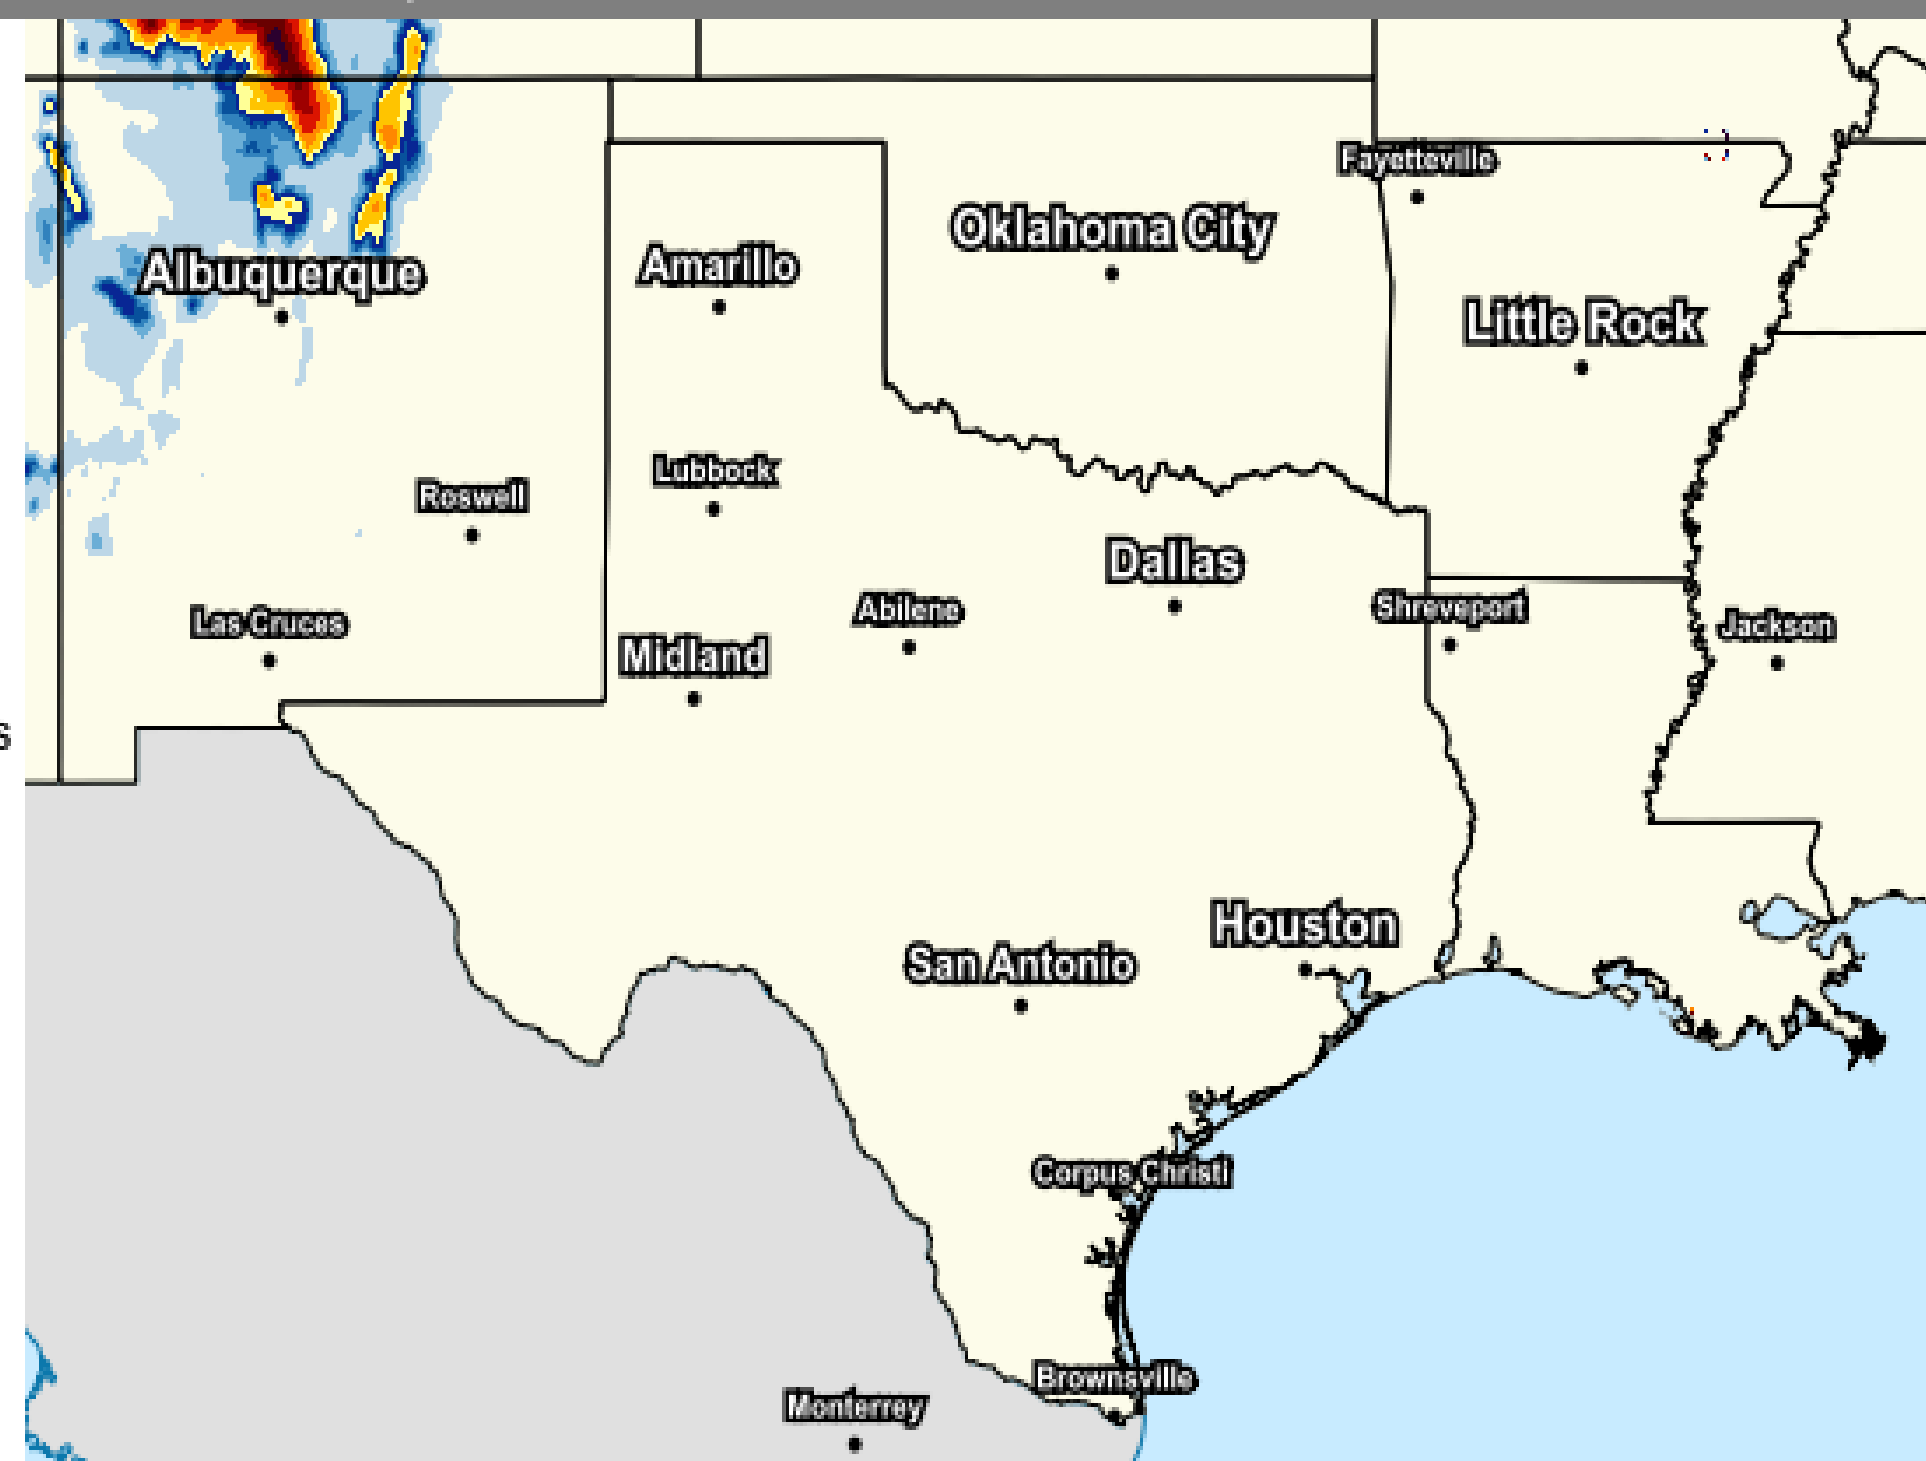 Fayetteville
Oklahoma City
Albuquerque
Amarillo
Little Rock
Lubbock
Roswell
Dallas
Las Cruces
Abilene
Shreveport
Jackson
Midland
s
Houston
San Antonio
Corpus Christi
Brownsville
Monterrey